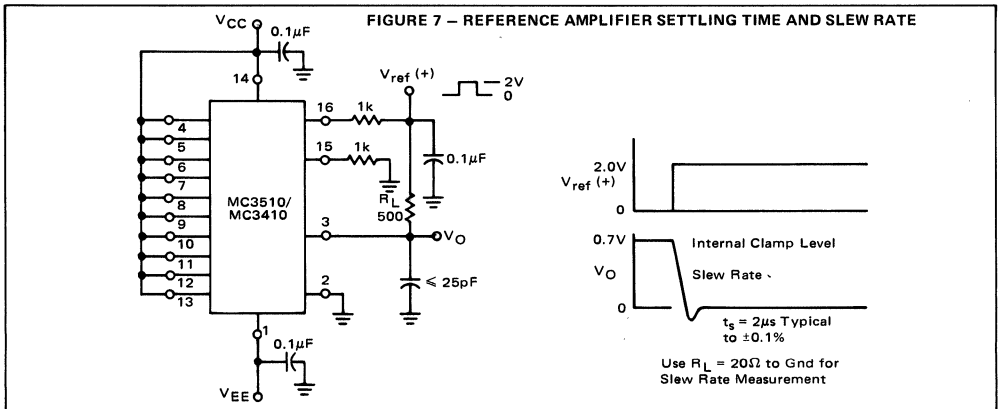 FIGURE 7 – REFERENCE AMPLIFIER SETTLING TIME AND SLEW RATE
VCC
0.1μF
14
Vref (+)
2V
0
16
1k
15
1k
0.1μF
4
5
6
7
8
9
10
11
12
13
MC3510/
MC3410
RL
500
3
VO
2
≤ 25pF
1
0.1μF
VEE
2.0V
Vref (+)
0
0.7V
Internal Clamp Level
VO
Slew Rate
0
ts = 2μs Typical
to ±0.1%
Use RL = 20Ω to Gnd for
Slew Rate Measurement